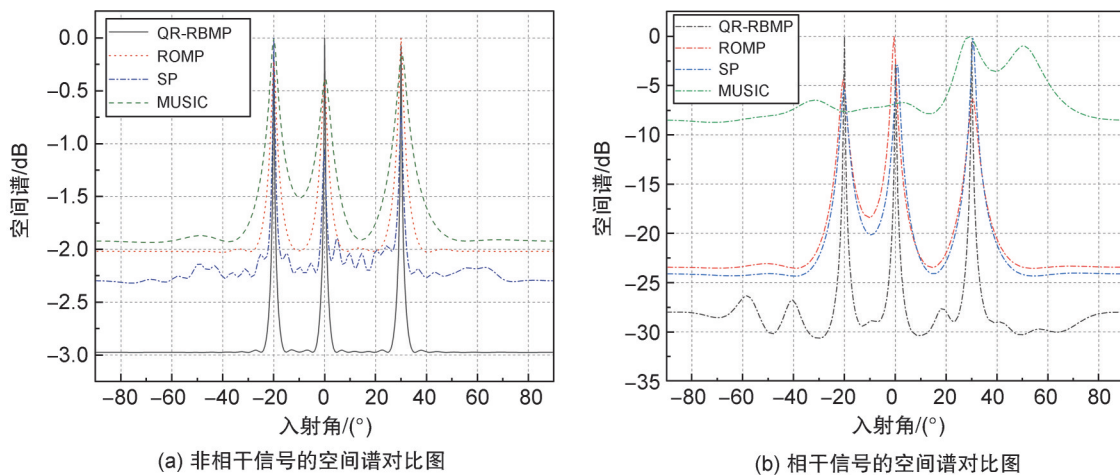 QR-RBMP
ROMP
SP
MUSIC
0.0
−0.5
−1.0
−1.5
−2.0
−2.5
−3.0
空间谱/dB
−80 −60 −40 −20 0 20 40 60 80
入射角/(°)
(a) 非相干信号的空间谱对比图
QR-RBMP
ROMP
SP
MUSIC
0
−5
−10
−15
−20
−25
−30
−35
空间谱/dB
−80 −60 −40 −20 0 20 40 60 80
入射角/(°)
(b) 相干信号的空间谱对比图